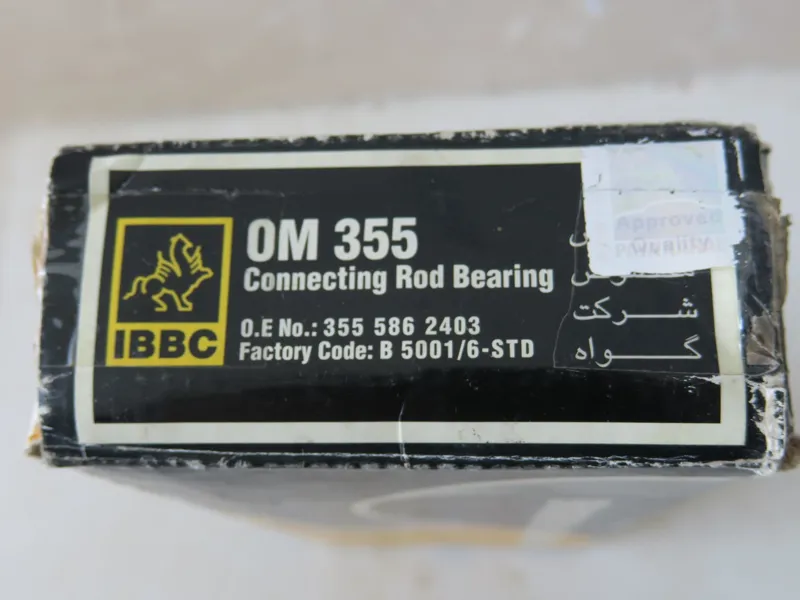 OM 355
Connecting Rod Bearing
O.E No.: 355 586 2403
Factory Code: B 5001/6-STD
IBBC
Approved
Quality
شرکت
گواه